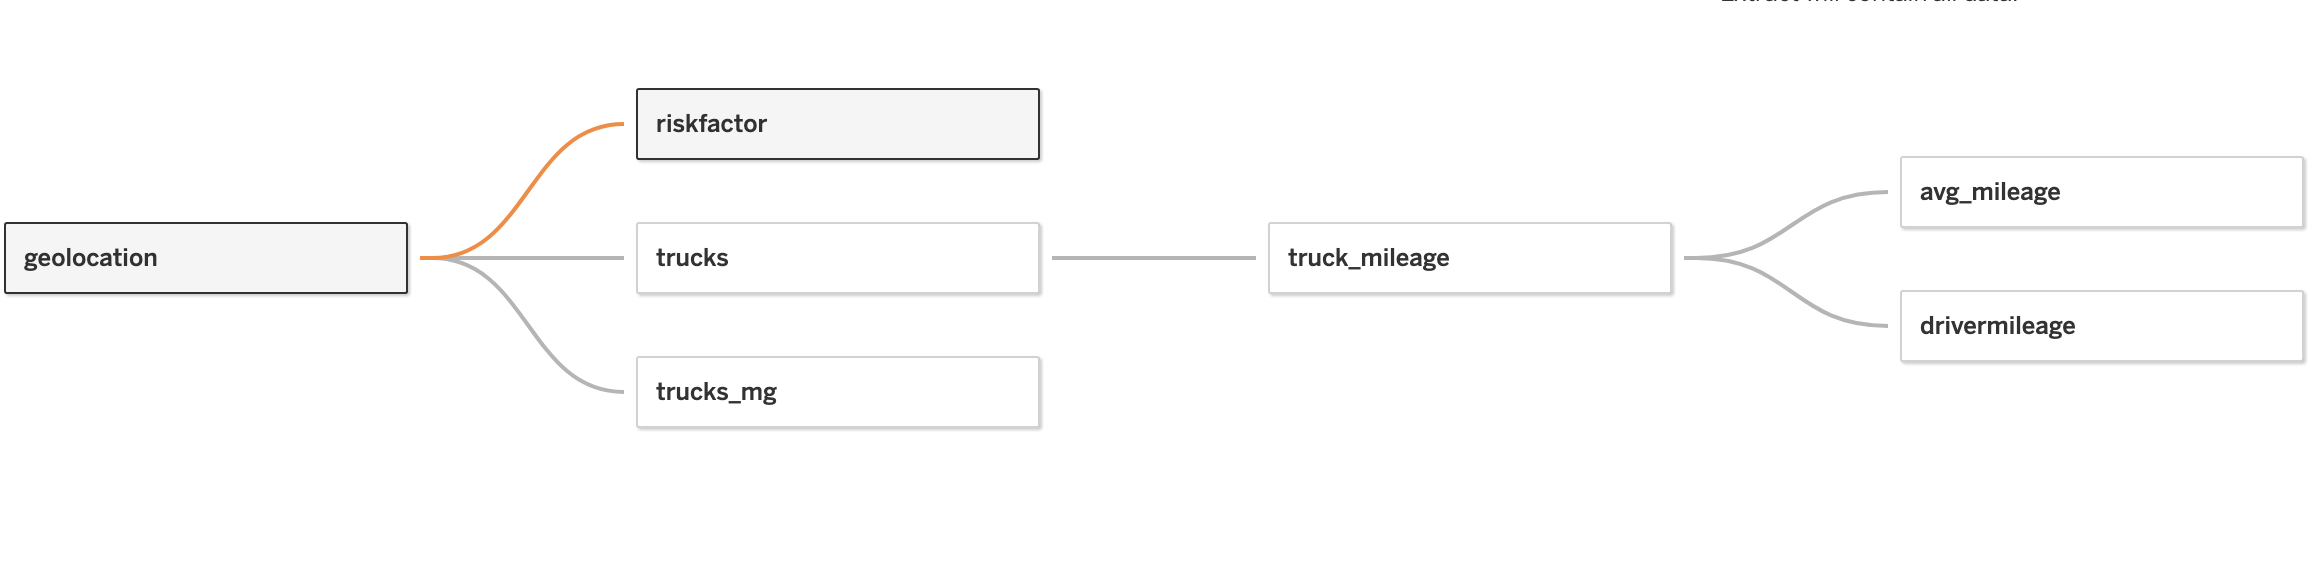 riskfactor
avg_mileage
geolocation
trucks
truck_mileage
drivermileage
trucks_mg